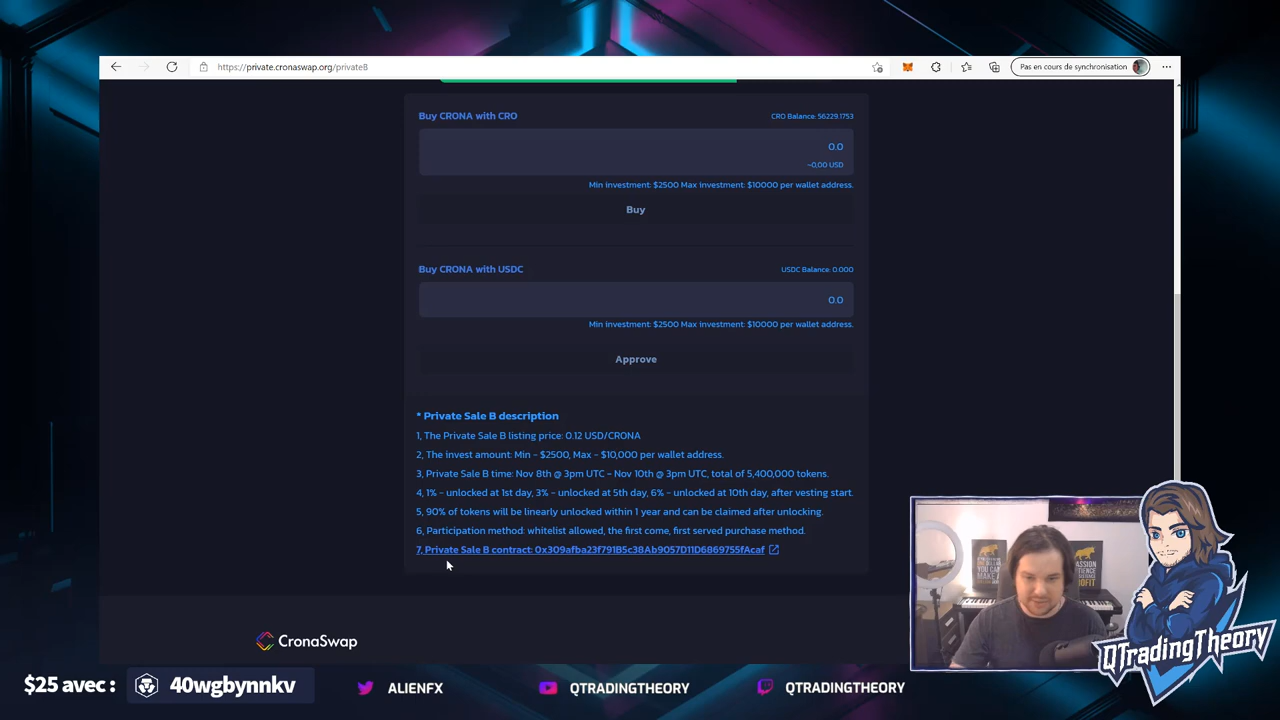 https://private.cronaswap.org/privateB
Pas en cours de synchronisation
Buy CRONA with CRO
CRO Balance: 56229.1753
0.0
~0,00 USD
Min investment: $2500 Max investment: $10000 per wallet address.
Buy
Buy CRONA with USDC
USDC Balance: 0.000
0.0
Min investment: $2500 Max investment: $10000 per wallet address.
Approve
* Private Sale B description
1, The Private Sale B listing price: 0.12 USD/CRONA
2, The invest amount: Min - $2500, Max - $10,000 per wallet address.
3, Private Sale B time: Nov 8th @ 3pm UTC - Nov 10th @ 3pm UTC, total of 5,400,000 tokens.
4, 1% - unlocked at 1st day, 3% - unlocked at 5th day, 6% - unlocked at 10th day, after vesting start.
5, 90% of tokens will be linearly unlocked within 1 year and can be claimed after unlocking.
6, Participation method: whitelist allowed, the first come, first served purchase method.
7, Private Sale B contract: 0x309afba23f791B5c38Ab9057D11D6869755fAcaf
CronaSwap
QTradingTheory
$25 avec :
40wgbynnkv
ALIENFX
QTRADINGTHEORY
QTRADINGTHEORY